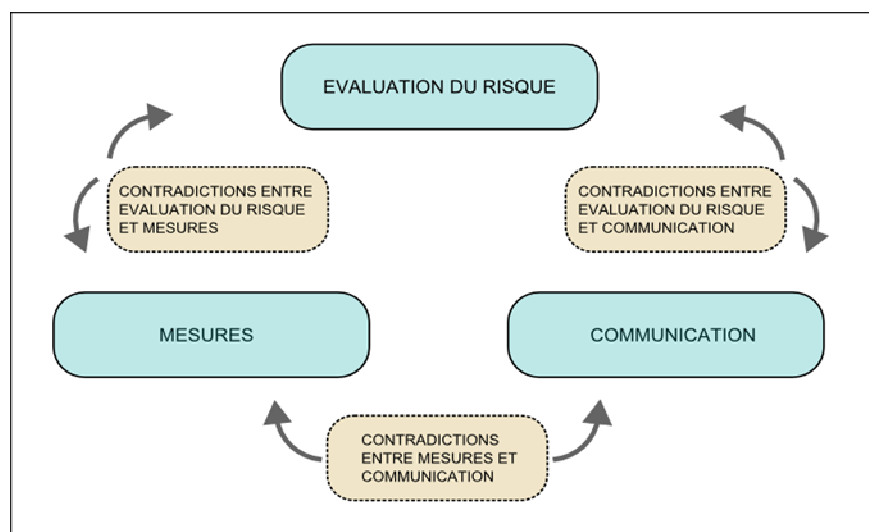 EVALUATION DU RISQUE
CONTRADICTIONS ENTRE
EVALUATION DU RISQUE
ET MESURES
CONTRADICTIONS ENTRE
EVALUATION DU RISQUE
ET COMMUNICATION
MESURES
COMMUNICATION
CONTRADICTIONS
ENTRE MESURES ET
COMMUNICATION